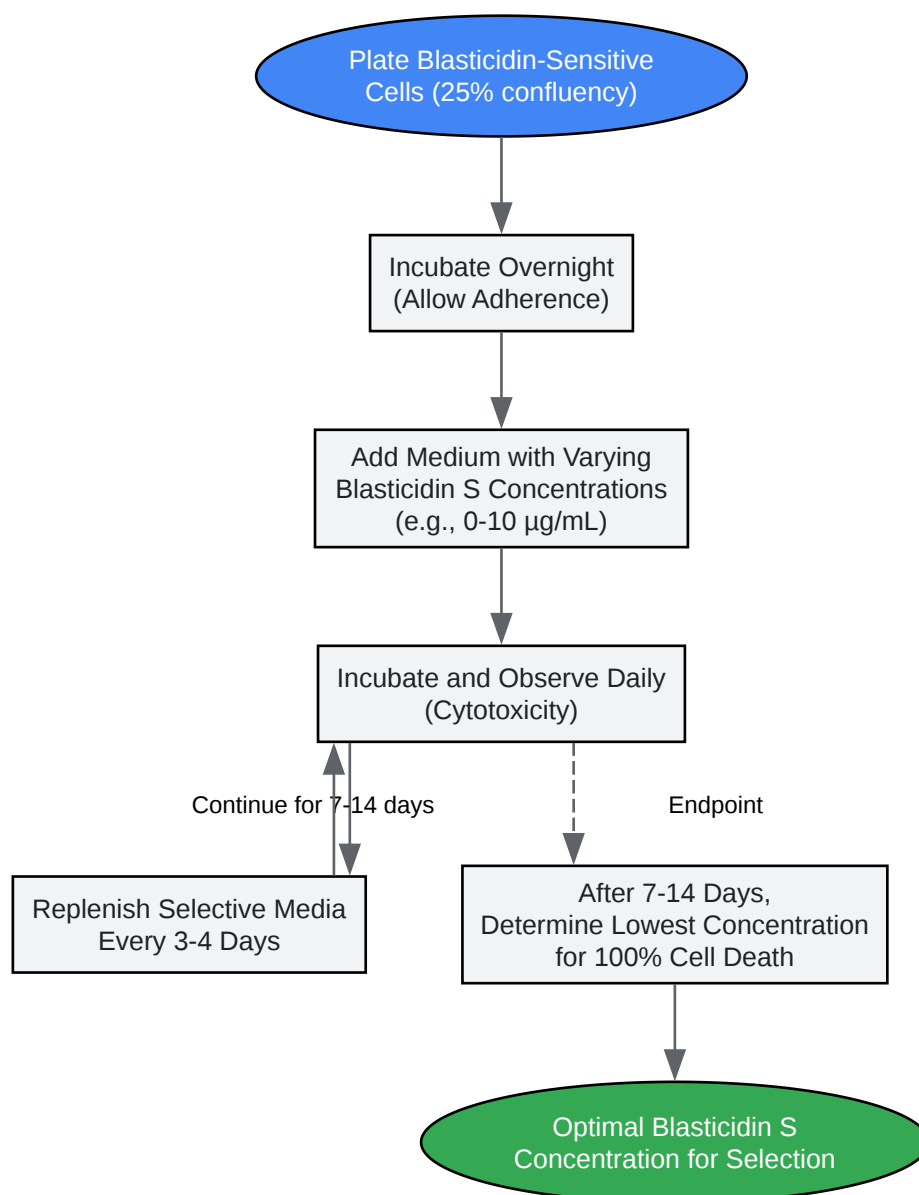 Plate Blasticidin-Sensitive
Cells (25% confluency)
Incubate Overnight
(Allow Adherence)
Add Medium with Varying
Blasticidin S Concentrations
(e.g., 0-10 µg/mL)
Incubate and Observe Daily
(Cytotoxicity)
Continue for 7-14 days
Endpoint
Replenish Selective Media
Every 3-4 Days
After 7-14 Days,
Determine Lowest Concentration
for 100% Cell Death
Optimal Blasticidin S
Concentration for Selection